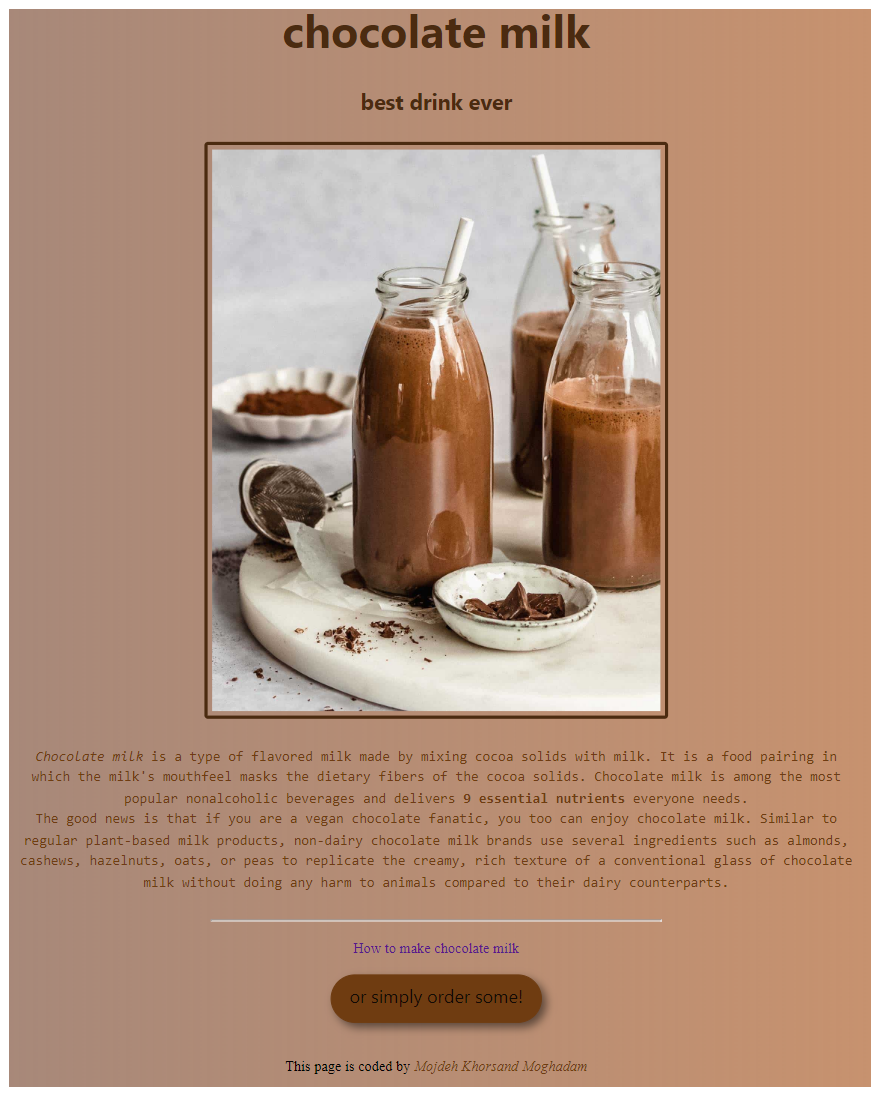 chocolate milk
best drink ever
Chocolate milk is a type of flavored milk made by mixing cocoa solids with milk. It is a food pairing in
which the milk's mouthfeel masks the dietary fibers of the cocoa solids. Chocolate milk is among the most
popular nonalcoholic beverages and delivers 9 essential nutrients everyone needs.
The good news is that if you are a vegan chocolate fanatic, you too can enjoy chocolate milk. Similar to
regular plant-based milk products, non-dairy chocolate milk brands use several ingredients such as almonds,
cashews, hazelnuts, oats, or peas to replicate the creamy, rich texture of a conventional glass of chocolate
milk without doing any harm to animals compared to their dairy counterparts.
How to make chocolate milk
or simply order some!
This page is coded by Mojdeh Khorsand Moghadam